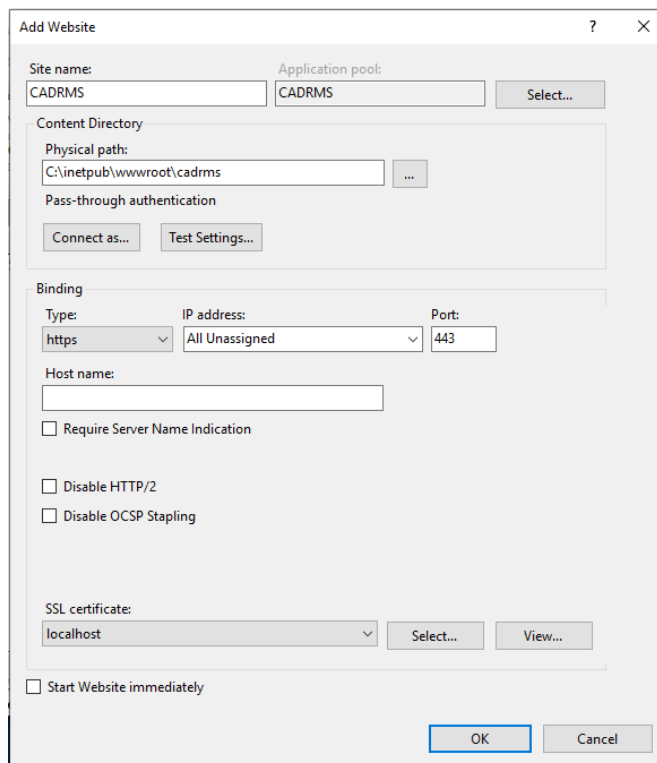 Add Website
? ×
Site name: Application pool:
CADRMS CADRMS Select...
Content Directory
Physical path:
C:\inetpub\wwwroot\cadrms ...
Pass-through authentication
Connect as... Test Settings...
Binding
Type: IP address: Port:
https All Unassigned 443
Host name:
Require Server Name Indication
Disable HTTP/2
Disable OCSP Stapling
SSL certificate:
localhost Select... View...
Start Website immediately
OK Cancel